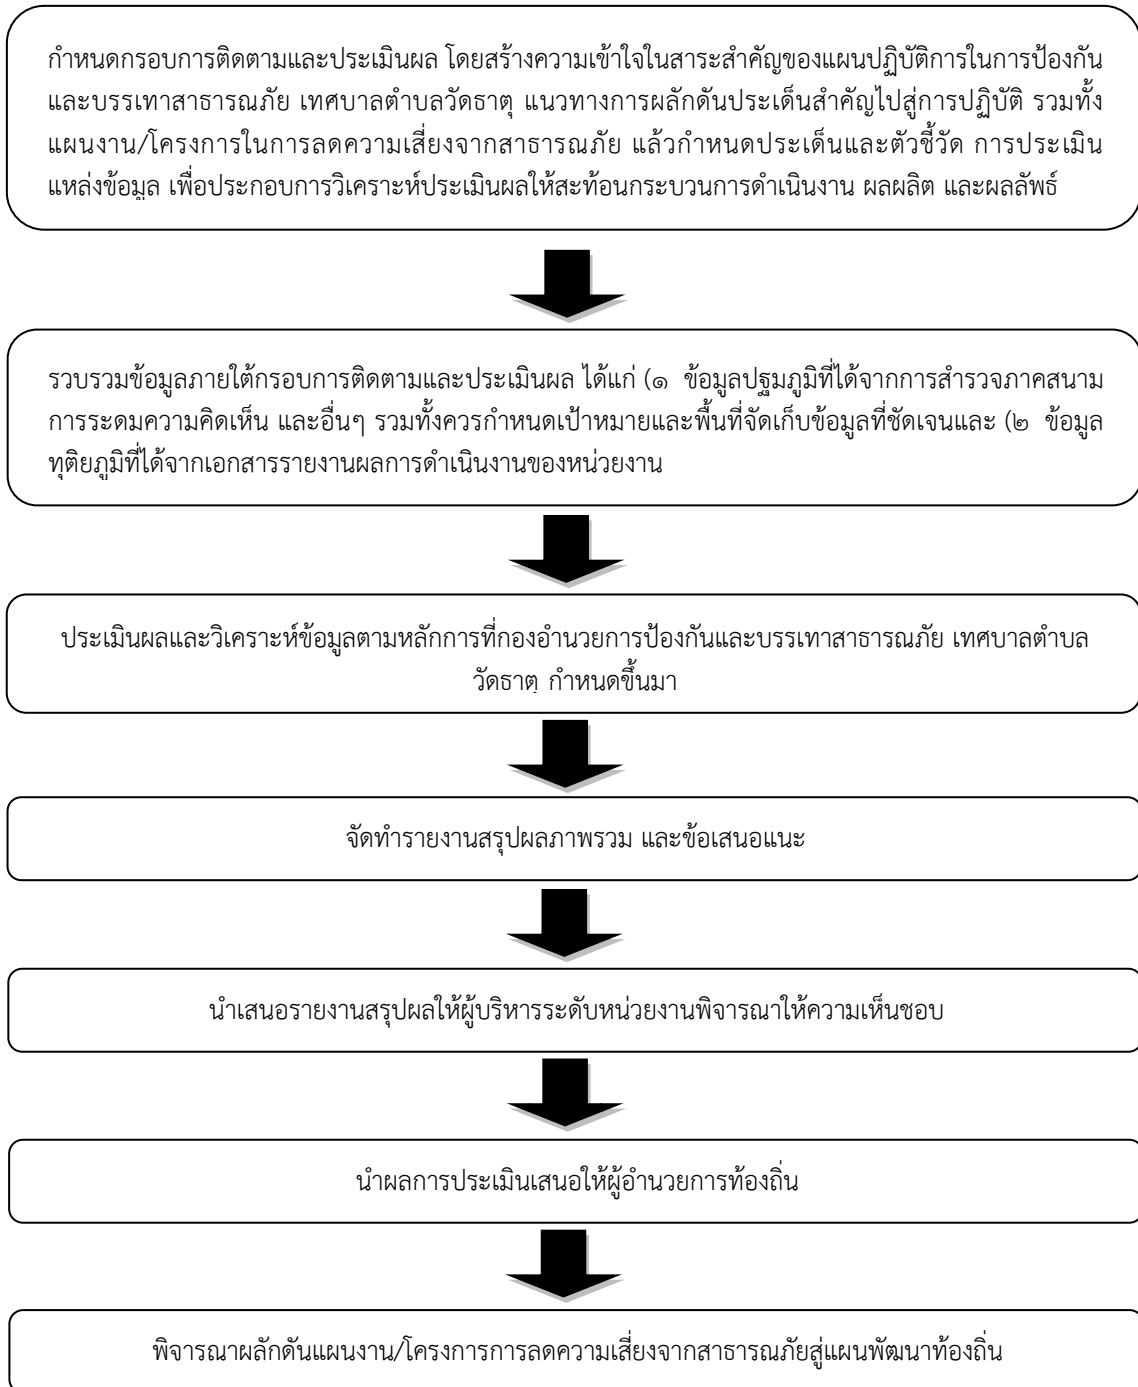 กำหนดกรอบการติดตามและประเมินผล โดยสร้างความเข้าใจในสาระสำคัญของแผนปฏิบัติการในการป้องกัน
และบรรเทาสาธารณภัย เทศบาลตำบลวัดธาตุ แนวทางการผลักดันประเด็นสำคัญไปสู่การปฏิบัติ รวมทั้ง
แผนงาน/โครงการในการลดความเสี่ยงจากสาธารณภัย แล้วกำหนดประเด็นและตัวชี้วัด การประเมิน
แหล่งข้อมูล เพื่อประกอบการวิเคราะห์ประเมินผลให้สะท้อนกระบวนการดำเนินงาน ผลผลิต และผลลัพธ์
รวบรวมข้อมูลภายใต้กรอบการติดตามและประเมินผล ได้แก่ (๑ ข้อมูลปฐมภูมิที่ได้จากการสำรวจภาคสนาม
การระดมความคิดเห็น และอื่นๆ รวมทั้งควรกำหนดเป้าหมายและพื้นที่จัดเก็บข้อมูลที่ชัดเจนและ (๒ ข้อมูล
ทุติยภูมิที่ได้จากเอกสารรายงานผลการดำเนินงานของหน่วยงาน
ประเมินผลและวิเคราะห์ข้อมูลตามหลักการที่กองอำนวยการป้องกันและบรรเทาสาธารณภัย เทศบาลตำบล
วัดธาตุ กำหนดขึ้นมา
จัดทำรายงานสรุปผลภาพรวม และข้อเสนอแนะ
นำเสนอรายงานสรุปผลให้ผู้บริหารระดับหน่วยงานพิจารณาให้ความเห็นชอบ
นำผลการประเมินเสนอให้ผู้อำนวยการท้องถิ่น
พิจารณาผลักดันแผนงาน/โครงการการลดความเสี่ยงจากสาธารณภัยสู่แผนพัฒนาท้องถิ่น